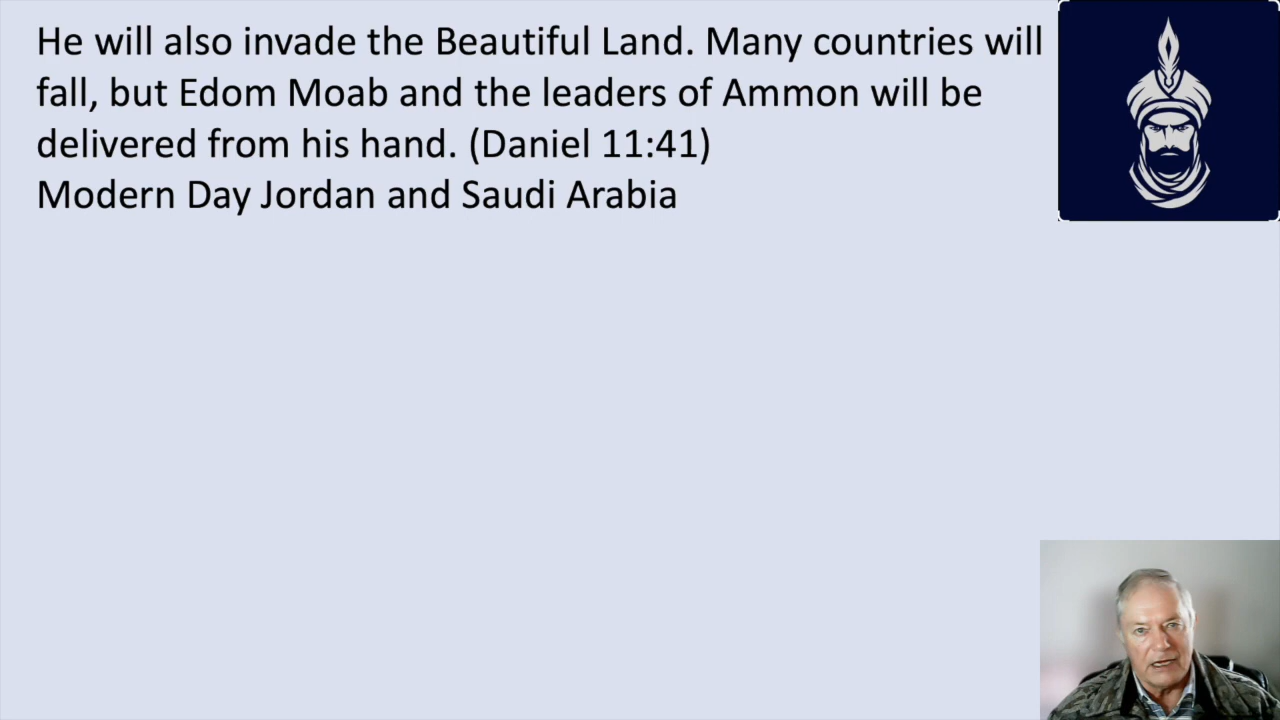 He will also invade the Beautiful Land. Many countries will
fall, but Edom Moab and the leaders of Ammon will be
delivered from his hand. (Daniel 11:41)
Modern Day Jordan and Saudi Arabia